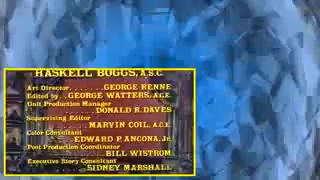 HASKELL BOGGS, A.S.C.
Art Director.......GEORGE RENNE
Edited by..GEORGE WATTERS, A.C.E.
Unit Production Manager
.........DONALD R. DAVES
Supervising Editor
........MARVIN COIL, A.C.E.
Color Consultant
......EDWARD P. ANCONA, Jr.
Post Production Coordinator
........BILL WISTROM
Executive Story Consultant
......SIDNEY MARSHALL